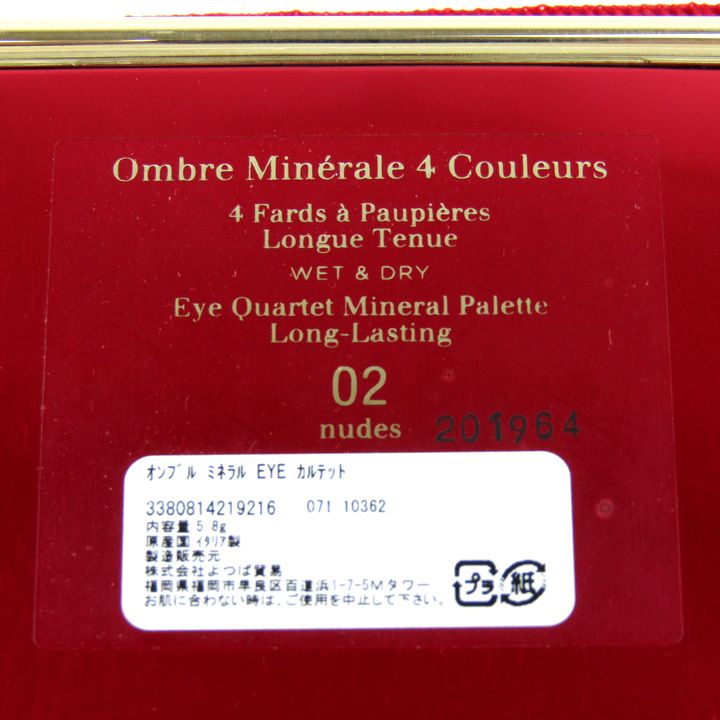 Ombre Minérale 4 Couleurs
4 Fards à Paupières
Longue Tenue
WET & DRY
Eye Quartet Mineral Palette
Long-Lasting
02
nudes 201964
ｵﾝﾌﾞﾙ ﾐﾈﾗﾙ EYE ｶﾙﾃｯﾄ
3380814219216 071 10362
内容量 5.8g
原産国 ｲﾀﾘｱ製
製造販売元
株式会社よつば貿易
福岡県福岡市早良区百道浜1-7-5Mタワー
お肌に合わない時は、ご使用を中止して下さい。
プラ 紙